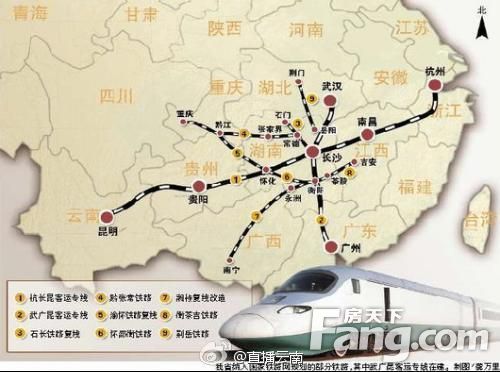 北
青海
甘肃
陕西
河南
江苏
四川
重庆
湖北
安徽
浙江
贵州
湖南
江西
福建
云南
广西
广东
台湾
荆门
武汉
杭州
重庆
黔江
石门
张家界
常德
岳阳
南昌
长沙
吉安
怀化
衡阳
茶陵
永州
贵阳
昆明
南宁
广州
1 杭长昆客运专线
2 武广昆客运专线
3 石长铁路复线
4 黔张常铁路
5 渝怀铁路复线
6 怀邵衡铁路
7 湘桂复线改造
8 衡茶吉铁路
9 荆岳铁路
房天下
Fang.com
@直播云南
我省纳入国家铁路网规划的部分铁路,其中武广昆客运专线在建。 制图/张万里